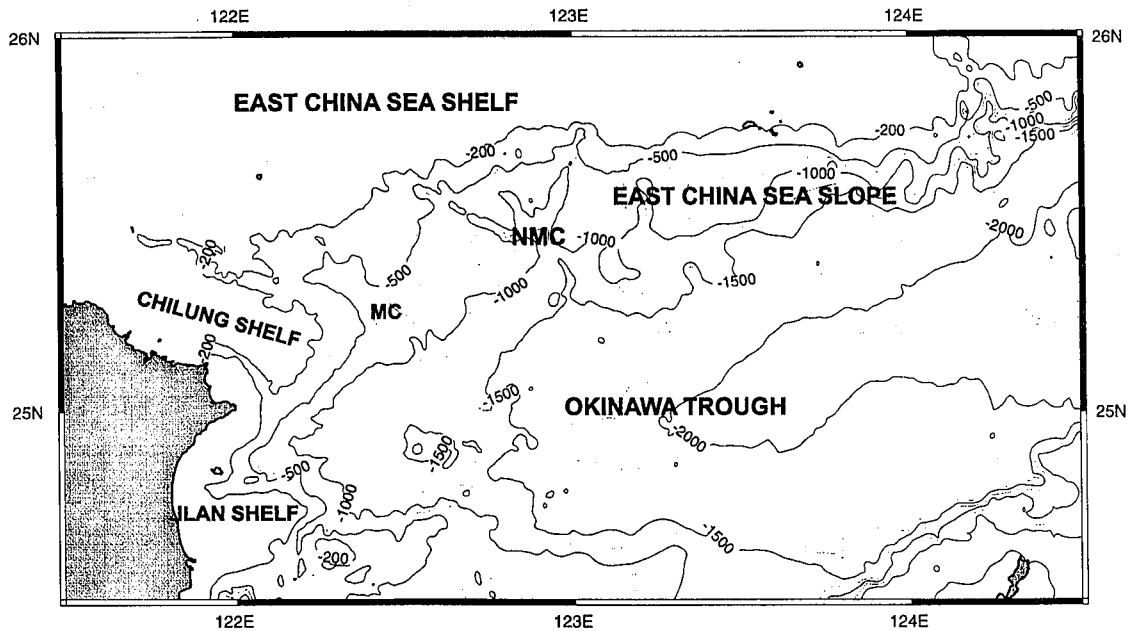 122E 123E 124E
26N 26N
EAST CHINA SEA SHELF
-500
-1000
-1500
-200
-200
-500
-1000
EAST CHINA SEA SLOPE
-2000
NMC
-1000
-200
-500
-1500
-1000
CHILUNG SHELF
MC
-200
-1500
OKINAWA TROUGH
25N 25N
-2000
-1500
-500
-1000
ILAN SHELF
-1500
-200
122E 123E 124E